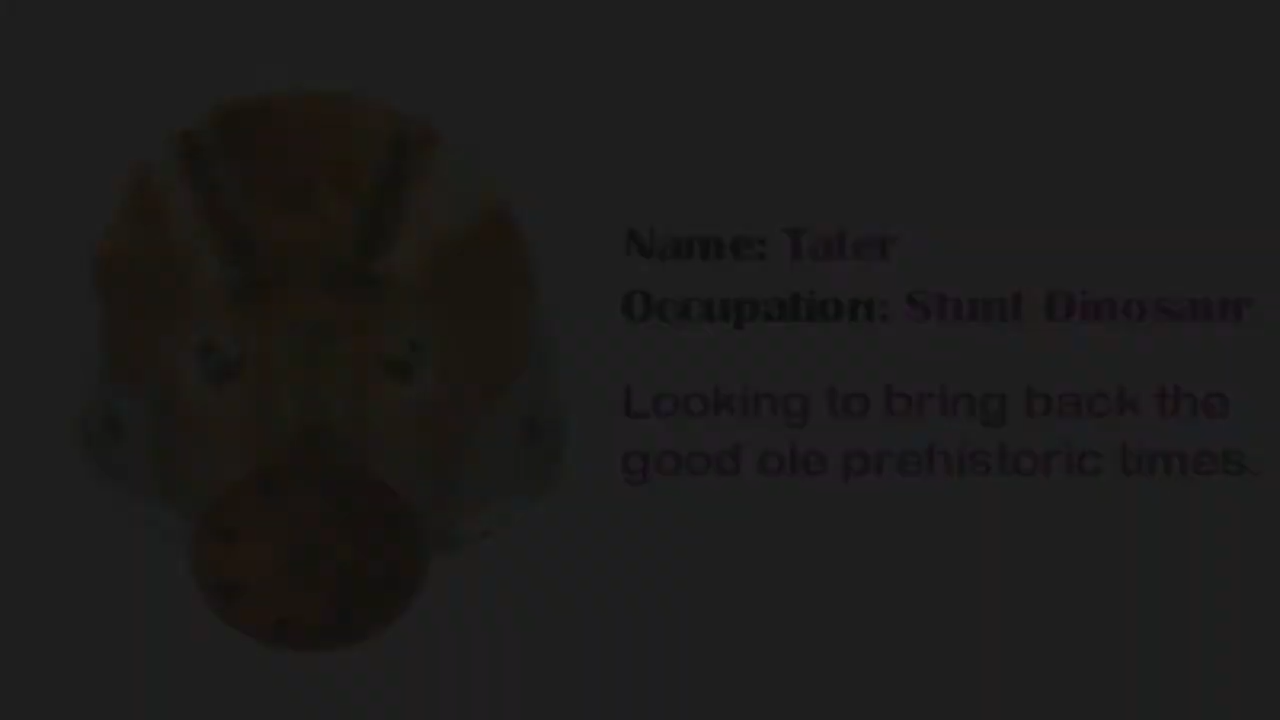 Name: Tater
Occupation: Stunt Dinosaur
Looking to bring back the
good ole prehistoric times.